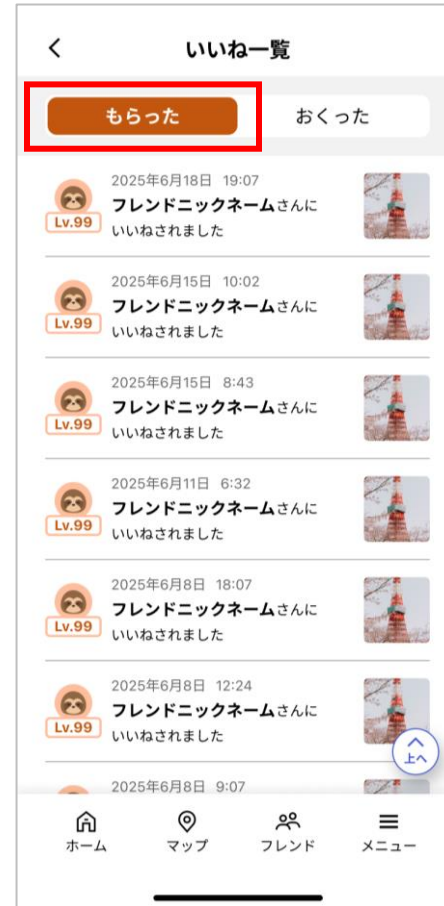 いいね一覧
もらった
おくった
2025年6月18日 19:07
フレンドニックネームさんに
いいねされました
Lv.99
2025年6月15日 10:02
フレンドニックネームさんに
いいねされました
Lv.99
2025年6月15日 8:43
フレンドニックネームさんに
いいねされました
Lv.99
2025年6月11日 6:32
フレンドニックネームさんに
いいねされました
Lv.99
2025年6月8日 18:07
フレンドニックネームさんに
いいねされました
Lv.99
2025年6月8日 12:24
フレンドニックネームさんに
いいねされました
Lv.99
上へ
2025年6月8日 9:07
ホーム
マップ
フレンド
メニュー